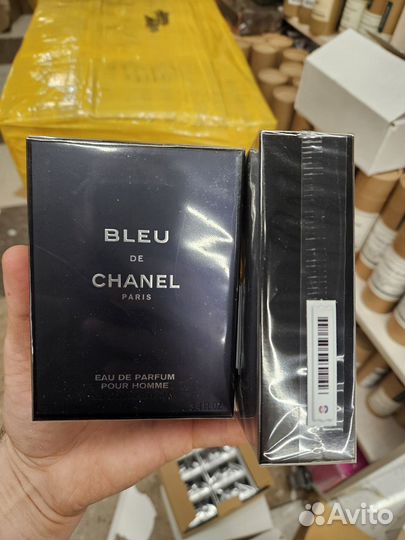 BLEU
DE
CHANEL
PARIS
EAU DE PARFUM
POUR HOMME
Avito